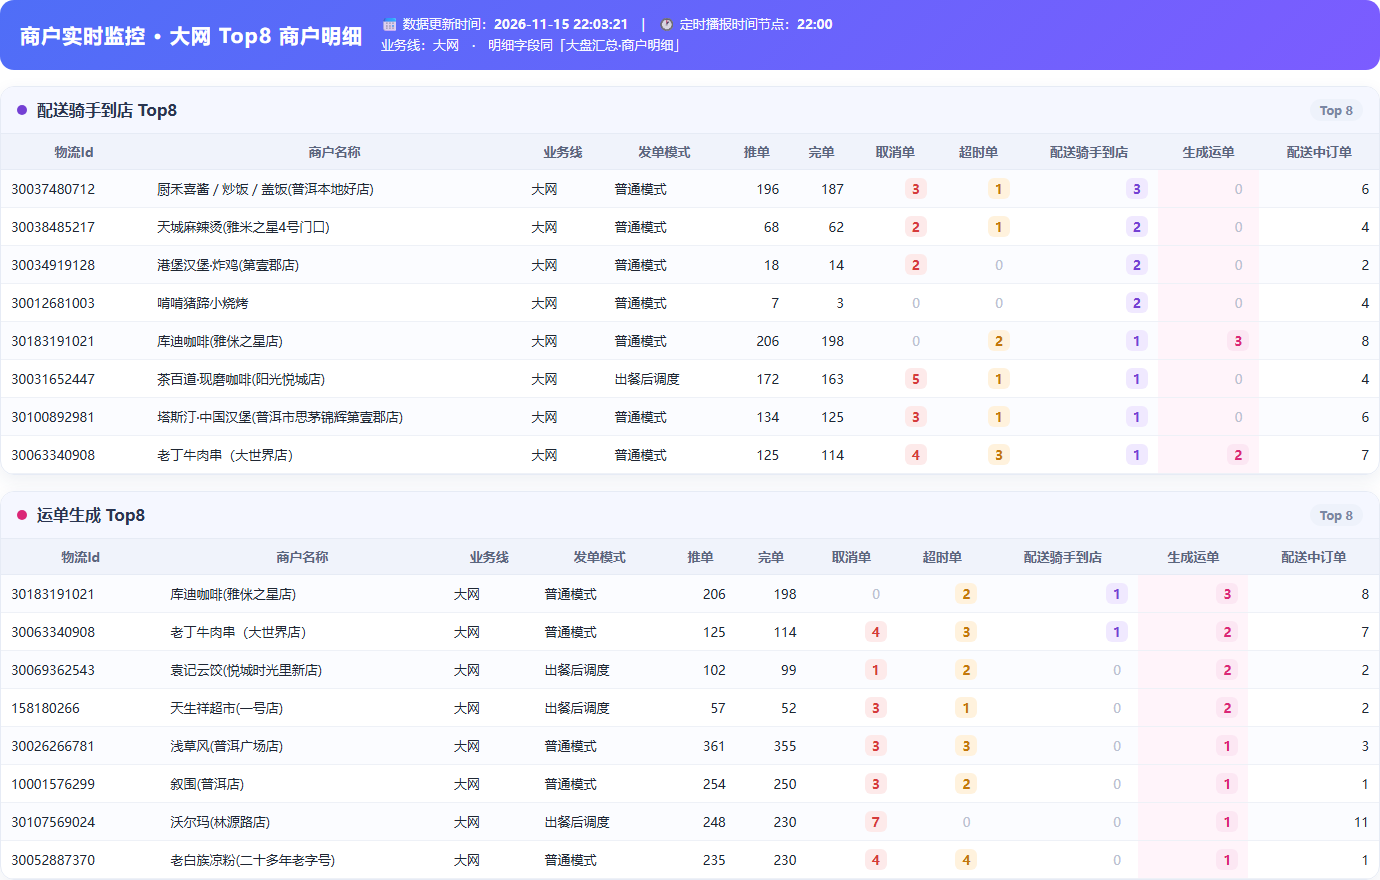 商户实时监控 • 大网 Top8 商户明细
数据更新时间：2026-11-15 22:03:21 | 定时播报时间节点：22:00
业务线：大网 · 明细字段同「大盘汇总·商户明细」
配送骑手到店 Top8 Top 8
物流Id 商户名称 业务线 发单模式 推单 完单 取消单 超时单 配送骑手到店 生成运单 配送中订单
30037480712 厨禾喜酱 / 炒饭 / 盖饭(普洱本地好店) 大网 普通模式 196 187 3 1 3 0 6
30038485217 天城麻辣烫(雅米之星4号门口) 大网 普通模式 68 62 2 1 2 0 4
30034919128 港堡汉堡·炸鸡(第壹郡店) 大网 普通模式 18 14 2 0 2 0 2
30012681003 啃啃猪蹄小烧烤 大网 普通模式 7 3 0 0 2 0 4
30183191021 库迪咖啡(雅侎之星店) 大网 普通模式 206 198 0 2 1 3 8
30031652447 茶百道·现磨咖啡(阳光悦城店) 大网 出餐后调度 172 163 5 1 1 0 4
30100892981 塔斯汀·中国汉堡(普洱市思茅锦辉第壹郡店) 大网 普通模式 134 125 3 1 1 0 6
30063340908 老丁牛肉串（大世界店） 大网 普通模式 125 114 4 3 1 2 7
运单生成 Top8 Top 8
物流Id 商户名称 业务线 发单模式 推单 完单 取消单 超时单 配送骑手到店 生成运单 配送中订单
30183191021 库迪咖啡(雅侎之星店) 大网 普通模式 206 198 0 2 1 3 8
30063340908 老丁牛肉串（大世界店） 大网 普通模式 125 114 4 3 1 2 7
30069362543 袁记云饺(悦城时光里新店) 大网 出餐后调度 102 99 1 2 0 2 2
158180266 天生祥超市(一号店) 大网 出餐后调度 57 52 3 1 0 2 2
30026266781 浅草风(普洱广场店) 大网 普通模式 361 355 3 3 0 1 3
10001576299 叙围(普洱店) 大网 普通模式 254 250 3 2 0 1 1
30107569024 沃尔玛(林源路店) 大网 出餐后调度 248 230 7 0 0 1 11
30052887370 老白族凉粉(二十多年老字号) 大网 普通模式 235 230 4 4 0 1 1